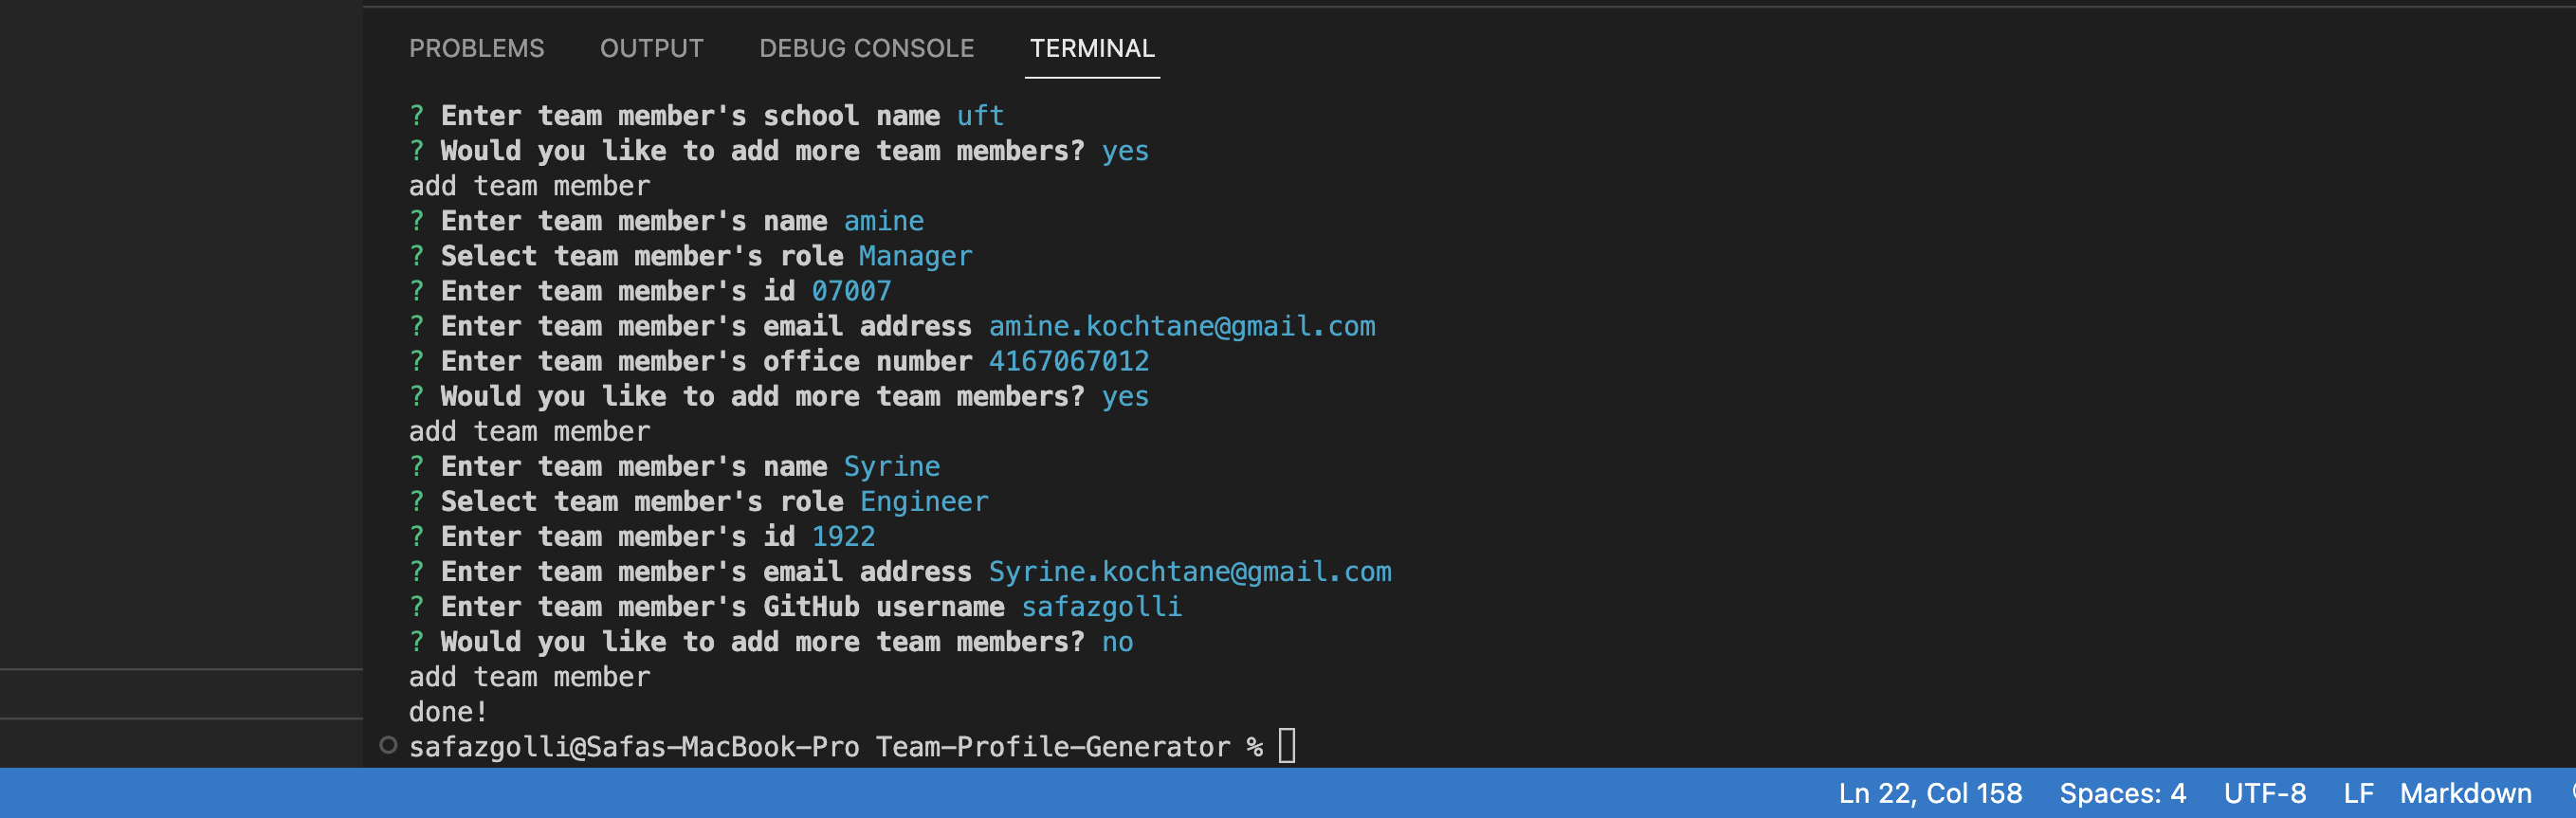 PROBLEMS OUTPUT DEBUG CONSOLE TERMINAL
? Enter team member's school name uft
? Would you like to add more team members? yes
add team member
? Enter team member's name amine
? Select team member's role Manager
? Enter team member's id 07007
? Enter team member's email address amine.kochtane@gmail.com
? Enter team member's office number 4167067012
? Would you like to add more team members? yes
add team member
? Enter team member's name Syrine
? Select team member's role Engineer
? Enter team member's id 1922
? Enter team member's email address Syrine.kochtane@gmail.com
? Enter team member's GitHub username safazgolli
? Would you like to add more team members? no
add team member
done!
safazgolli@Safas-MacBook-Pro Team-Profile-Generator %
Ln 22, Col 158 Spaces: 4 UTF-8 LF Markdown